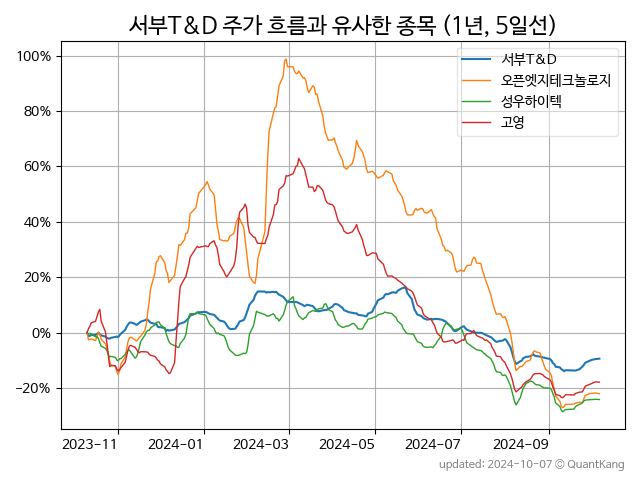 서부T&D 주가 흐름과 유사한 종목 (1년, 5일선)
서부T&D
오픈엣지테크놀로지
성우하이텍
고영
100%
80%
60%
40%
20%
0%
−20%
2023−11
2024−01
2024−03
2024−05
2024−07
2024−09
updated: 2024-10-07 © QuantKang